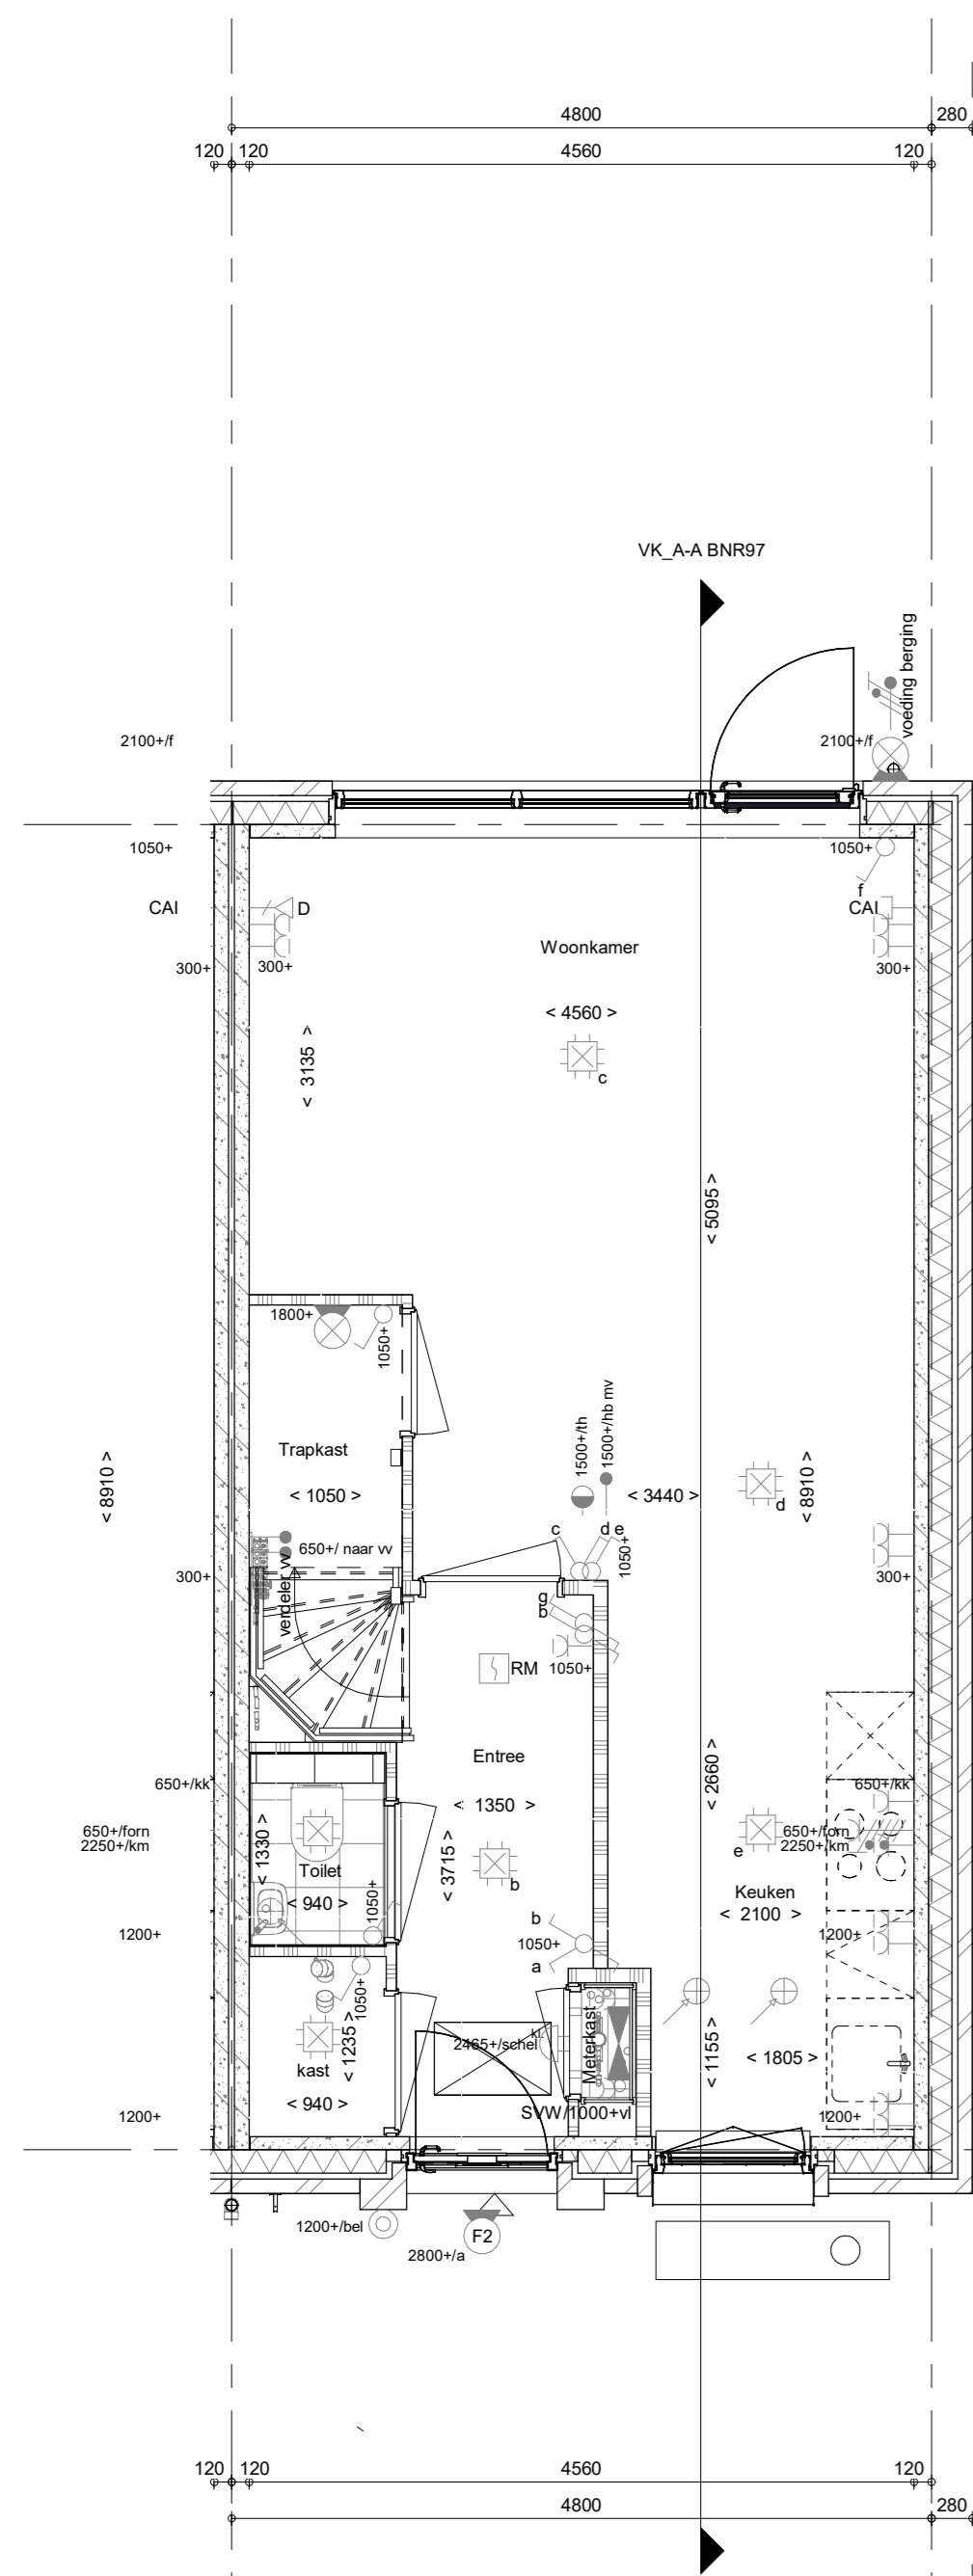 4800
280
120
120
4560
120
VK_A-A BNR97
voeding berging
2100+/f
2100+/f
1050+
1050+
f
CAI
D
CAI
Woonkamer
300+
300+
300+
< 4560 >
< 3135 >
c
< 5095 >
1800+
1050+
Trapkast
1500+/th
1500+/hb mv
< 8910 >
< 1050 >
< 3440 >
< 8910 >
d
c
d e
1050+
650+/ naar vv
300+
300+
verdeler vv
g
b
1050+
RM
Entree
< 2660 >
650+/kk
650+/kk
< 1350 >
650+/forn
2250+/km
650+/forn
2250+/km
< 1330 >
Toilet
< 3715 >
b
e
Keuken
< 940 >
1050+
< 2100 >
b
1200+
1050+
1200+
a
1050+
< 1235 >
kl.
2465+/schel
Meterkast
< 1155 >
< 1805 >
kast
< 940 >
SVW/1000+vl
1200+
1200+
1200+/bel
F2
2800+/a
120
120
4560
120
4800
280